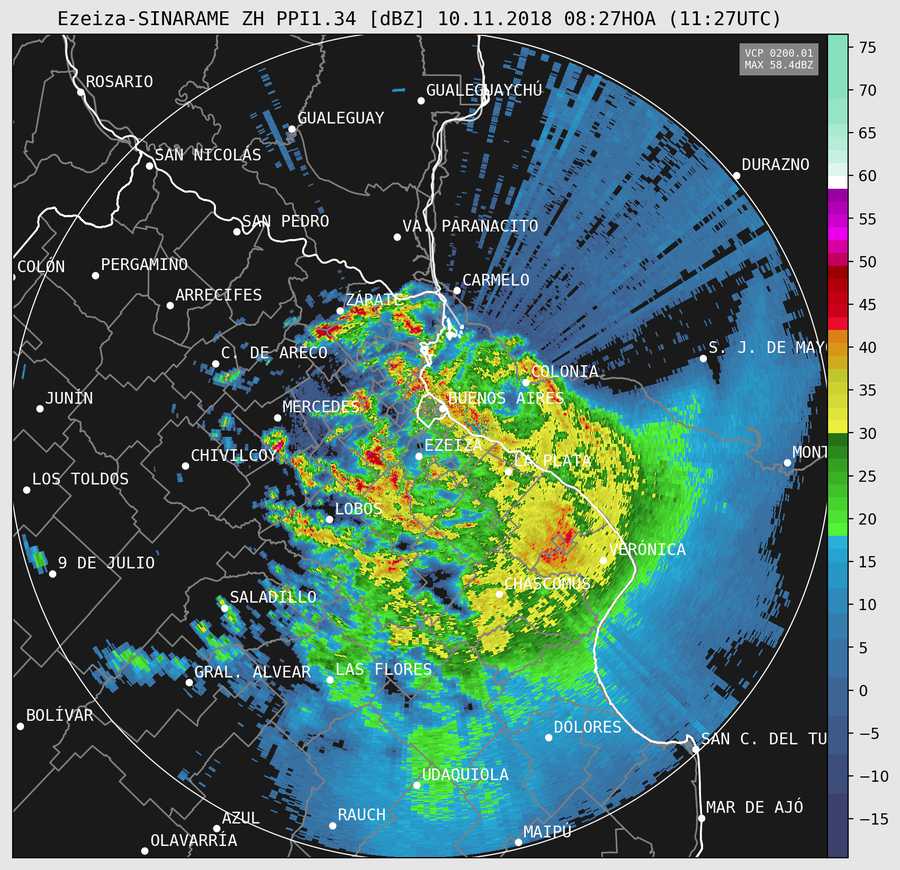 Ezeiza-SINARAME ZH PPI1.34 [dBZ] 10.11.2018 08:27HOA (11:27UTC)
VCP 0200.01
MAX 58.4dBZ
75
70
65
60
55
50
45
40
35
30
25
20
15
10
5
0
−5
−10
−15
ROSARIO
GUALEGUAYCHÚ
GUALEGUAY
SAN NICOLÁS
DURAZNO
SAN PEDRO
VA. PARANACITO
COLÓN
PERGAMINO
CARMELO
ARRECIFES
ZÁRATE
C. DE ARECO
S. J. DE MAY
COLONIA
JUNÍN
MERCEDES
BUENOS AIRES
EZEIZA
MONT
CHIVILCOY
LA PLATA
LOS TOLDOS
LOBOS
VERÓNICA
9 DE JULIO
CHASCOMÚS
SALADILLO
GRAL. ALVEAR
LAS FLORES
BOLÍVAR
DOLORES
SAN C. DEL TU
UDAQUIOLA
MAR DE AJÓ
AZUL
RAUCH
MAIPÚ
OLAVARRÍA